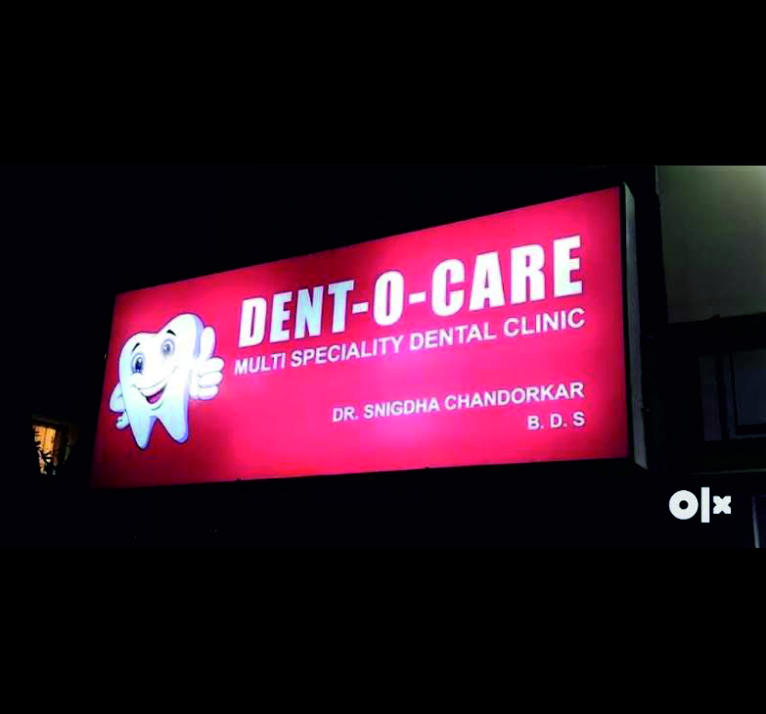 DENT-O-CARE
MULTI SPECIALITY DENTAL CLINIC
DR. SNIGDHA CHANDORKAR
B. D. S
olx